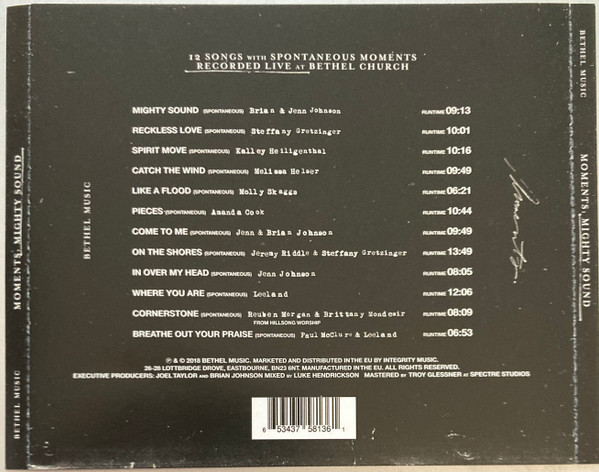 12 SONGS WITH SPONTANEOUS MOMENTS
RECORDED LIVE AT BETHEL CHURCH
MIGHTY SOUND (SPONTANEOUS) Brian & Jenn Johnson RUNTIME 09:13
RECKLESS LOVE (SPONTANEOUS) Steffany Gretzinger RUNTIME 10:01
SPIRIT MOVE (SPONTANEOUS) Kalley Heiligenthal RUNTIME 10:16
CATCH THE WIND (SPONTANEOUS) Melissa Helser RUNTIME 09:49
LIKE A FLOOD (SPONTANEOUS) Molly Skaggs RUNTIME 06:21
PIECES (SPONTANEOUS) Amanda Cook RUNTIME 10:44
COME TO ME (SPONTANEOUS) Jenn & Brian Johnson RUNTIME 09:49
ON THE SHORES (SPONTANEOUS) Jeremy Riddle & Steffany Gretzinger RUNTIME 13:49
IN OVER MY HEAD (SPONTANEOUS) Jenn Johnson RUNTIME 08:05
WHERE YOU ARE (SPONTANEOUS) Leeland RUNTIME 12:06
CORNERSTONE (SPONTANEOUS) Reuben Morgan & Brittany Mondesir RUNTIME 08:09
FROM HILLSONG WORSHIP
BREATHE OUT YOUR PRAISE (SPONTANEOUS) Paul McClure & Leeland RUNTIME 06:53
℗ & © 2018 BETHEL MUSIC. MARKETED AND DISTRIBUTED IN THE EU BY INTEGRITY MUSIC.
26-28 LOTTBRIDGE DROVE, EASTBOURNE, BN23 6NT. MANUFACTURED IN THE EU. ALL RIGHTS RESERVED.
EXECUTIVE PRODUCERS: JOEL TAYLOR AND BRIAN JOHNSON MIXED BY LUKE HENDRICKSON MASTERED BY TROY GLESSNER AT SPECTRE STUDIOS
6 53437 58136 1
MOMENTS, MIGHTY SOUND
BETHEL MUSIC
BETHEL MUSIC
Moments.
BETHEL MUSIC
MOMENTS, MIGHTY SOUND